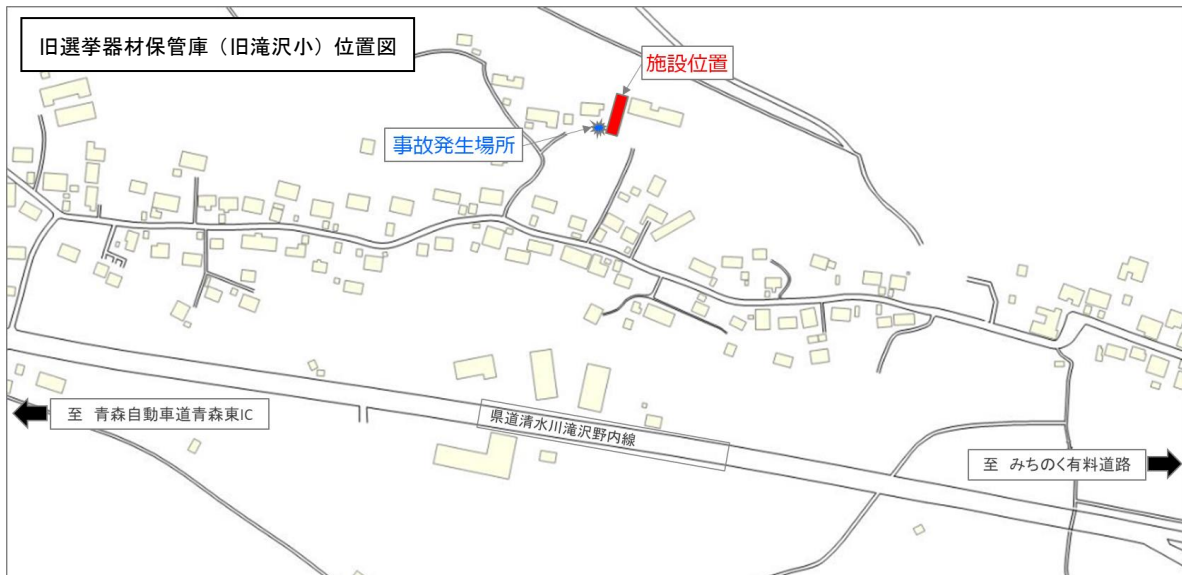 旧選挙器材保管庫（旧滝沢小）位置図
施設位置
事故発生場所
至 青森自動車道青森東IC
県道清水川滝沢野内線
至 みちのく有料道路